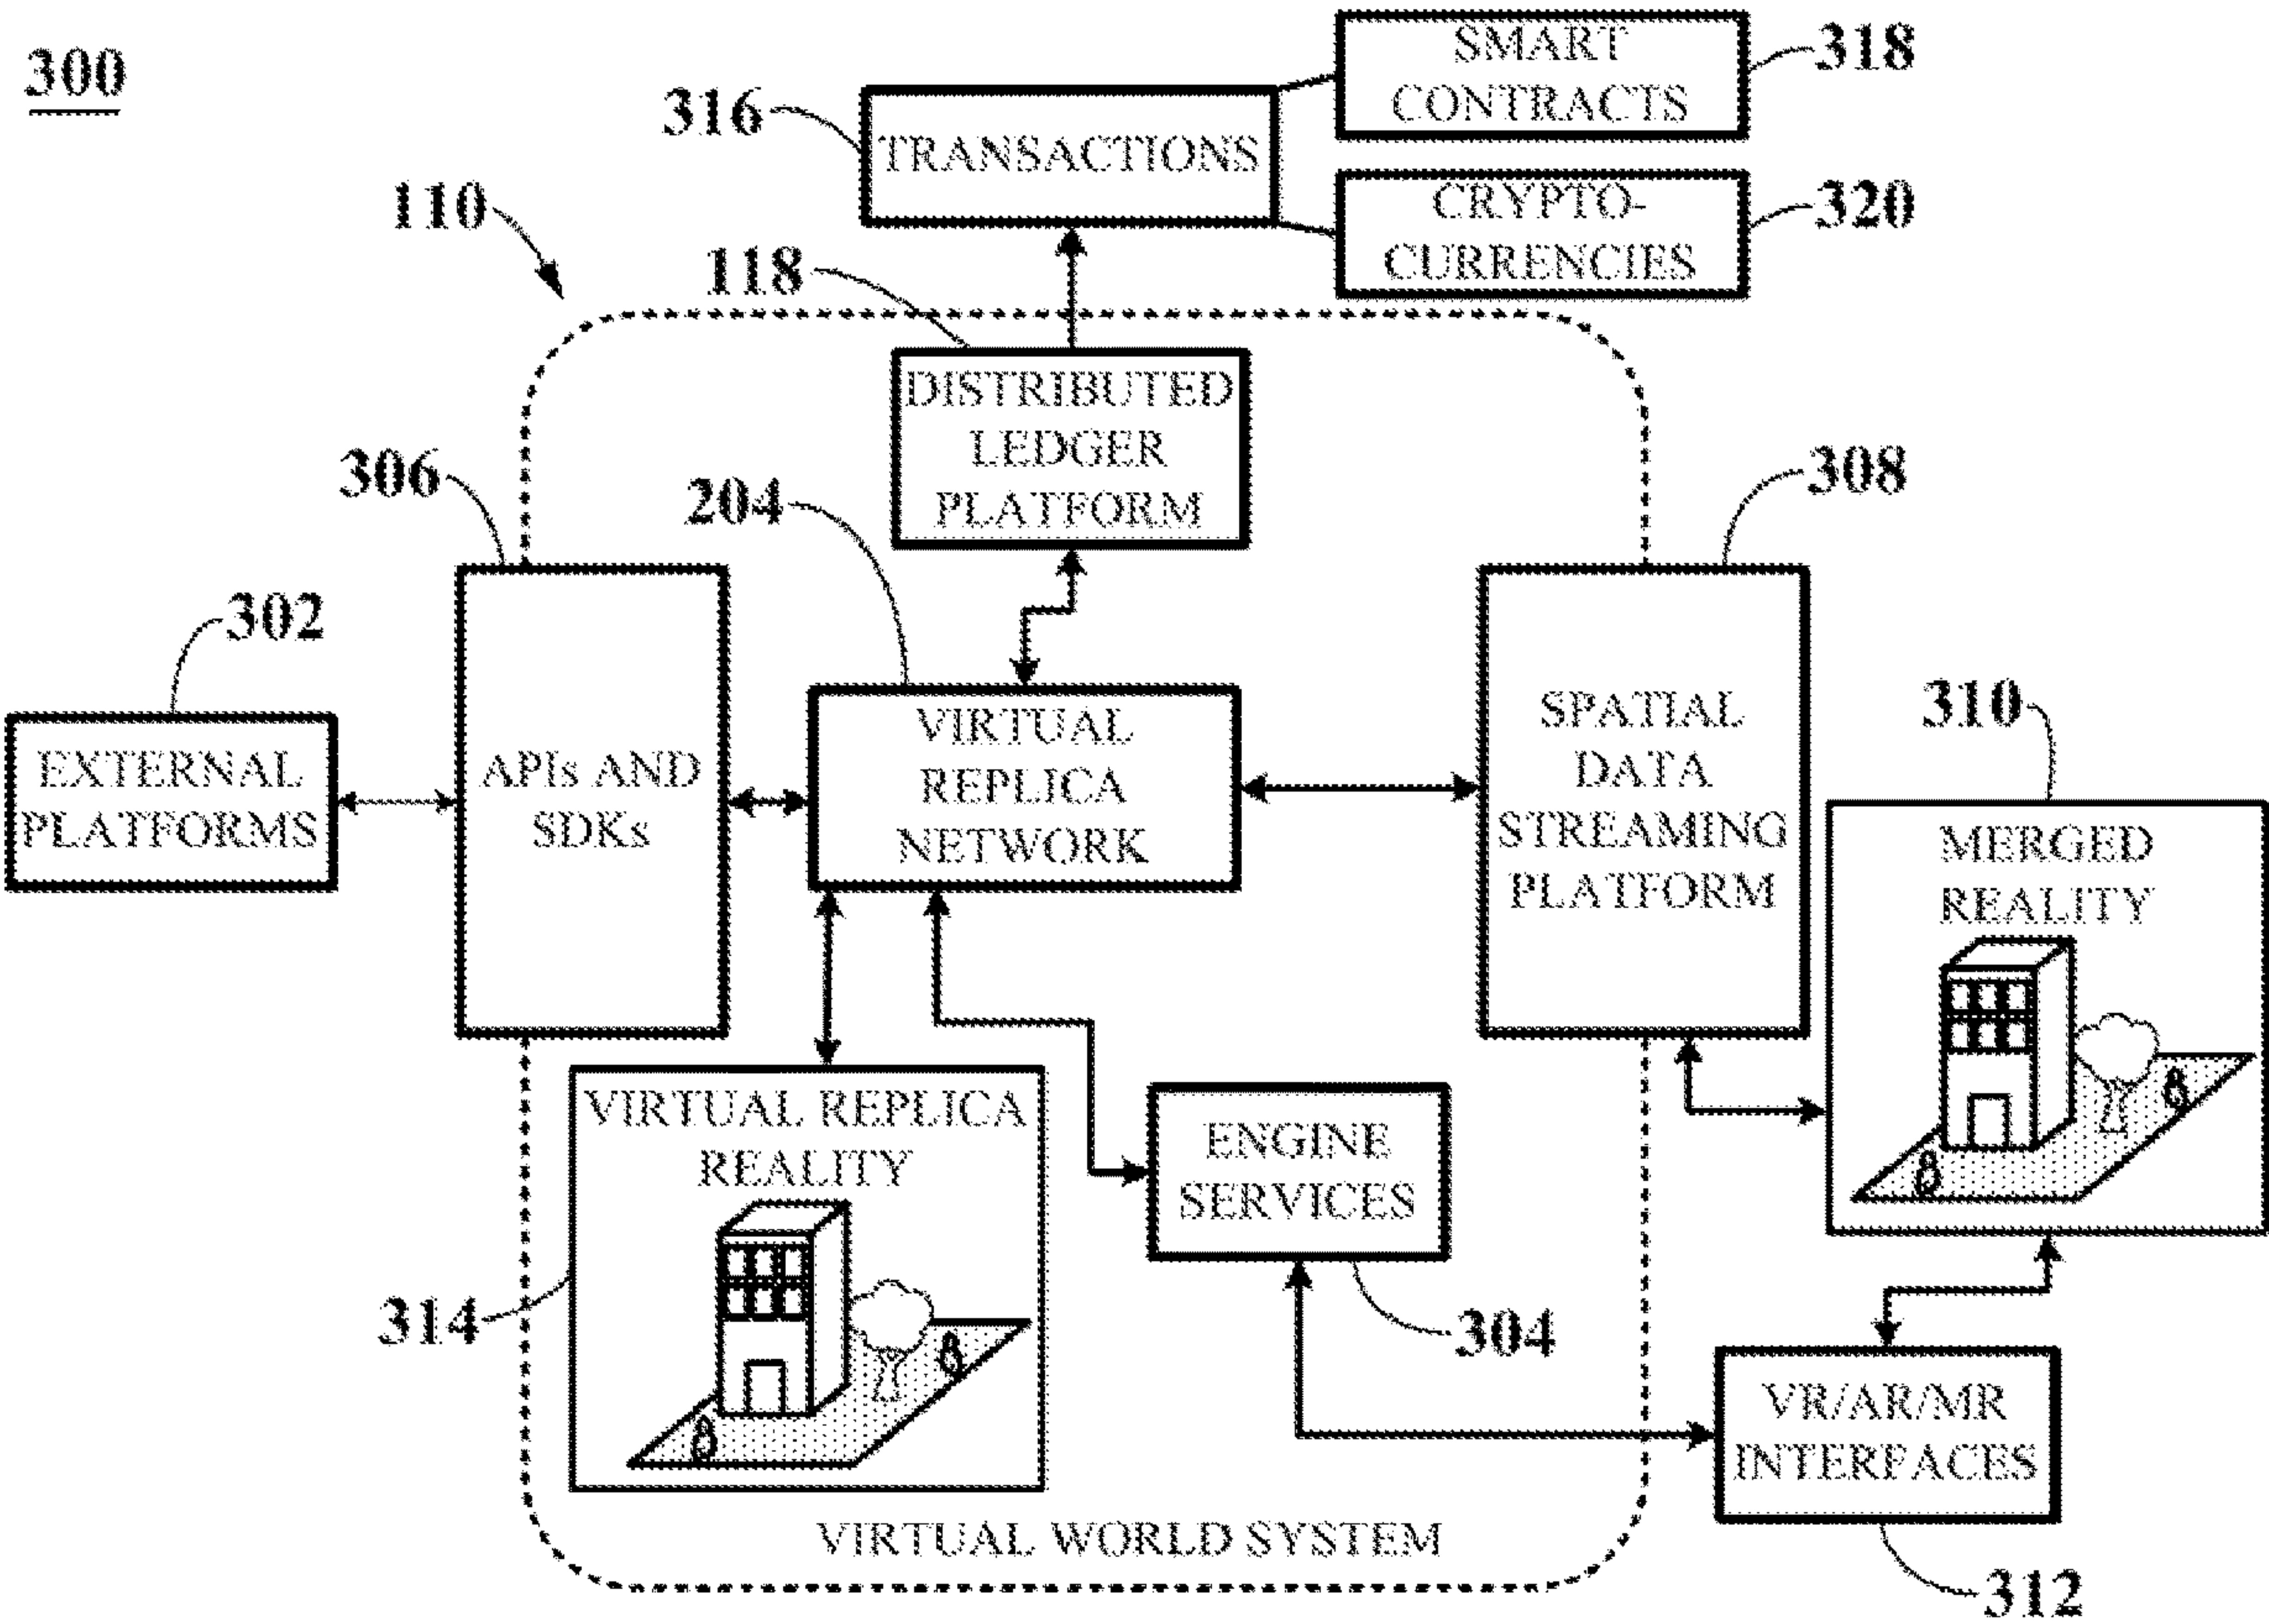 300
SMART
CONTRACTS
318
316
TRANSACTIONS
110
CRYPTO-
CURRENCIES
320
118
DISTRIBUTED
LEDGER
PLATFORM
306
204
308
302
EXTERNAL
PLATFORMS
APIs AND
SDKs
VIRTUAL
REPLICA
NETWORK
SPATIAL
DATA
STREAMING
PLATFORM
310
MERGED
REALITY
VIRTUAL REPLICA
REALITY
314
ENGINE
SERVICES
304
VR/AR/MR
INTERFACES
312
VIRTUAL WORLD SYSTEM